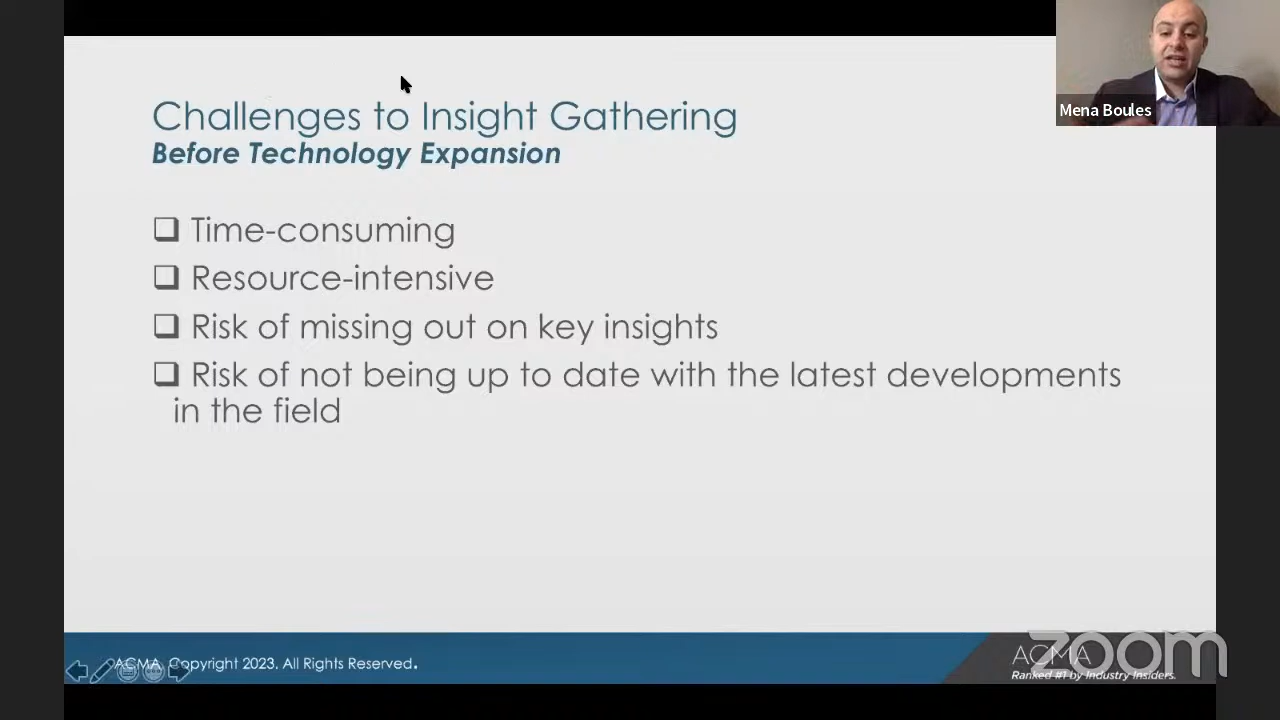 Mena Boules
Challenges to Insight Gathering
Before Technology Expansion
❑ Time-consuming
❑ Resource-intensive
❑ Risk of missing out on key insights
❑ Risk of not being up to date with the latest developments
in the field
ACMA, Copyright 2023. All Rights Reserved.
ACMA
zoom
Ranked #1 by Industry Insiders.